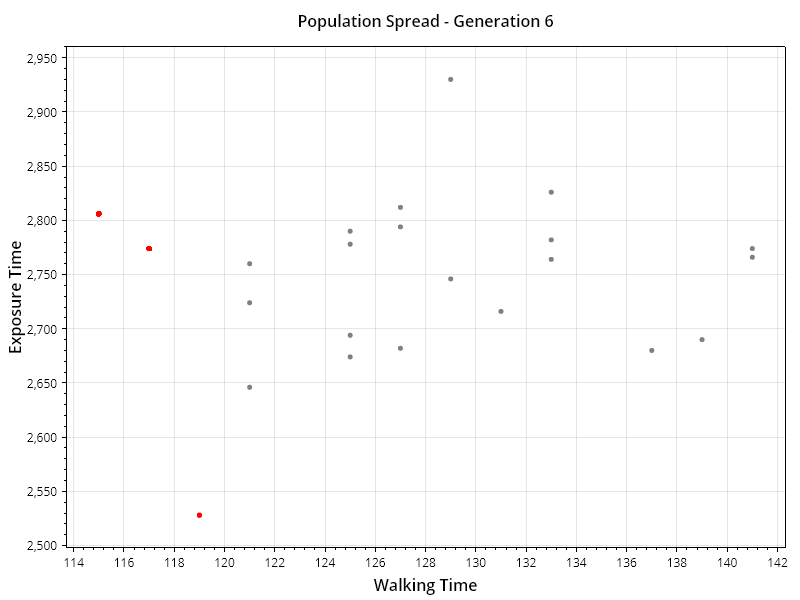 Population Spread - Generation 6
Exposure Time
2,950
2,900
2,850
2,800
2,750
2,700
2,650
2,600
2,550
2,500
114 116 118 120 122 124 126 128 130 132 134 136 138 140 142
Walking Time